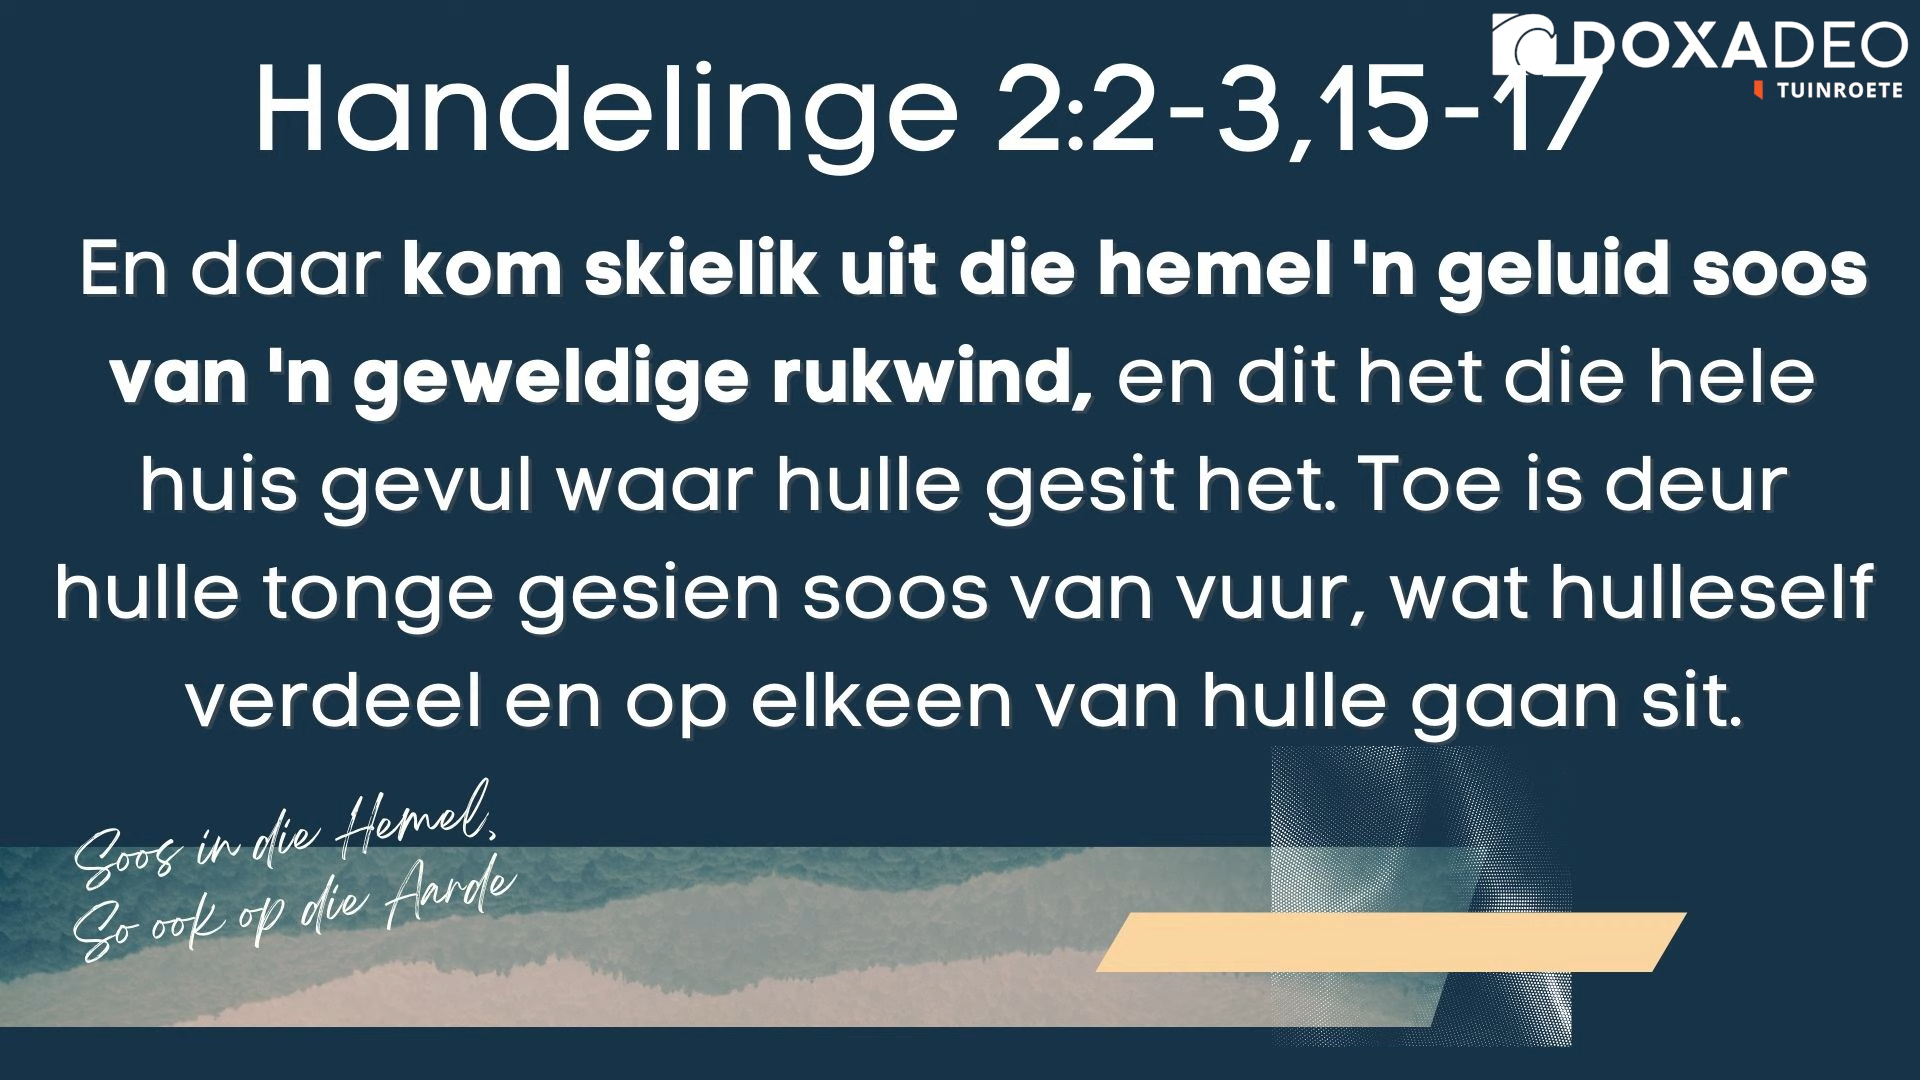 DOXADEO
TUINROETE
Handelinge 2:2-3,15-17
En daar kom skielik uit die hemel 'n geluid soos
van 'n geweldige rukwind, en dit het die hele
huis gevul waar hulle gesit het. Toe is deur
hulle tonge gesien soos van vuur, wat hulleself
verdeel en op elkeen van hulle gaan sit.
Soos in die Hemel,
So ook op die Aarde